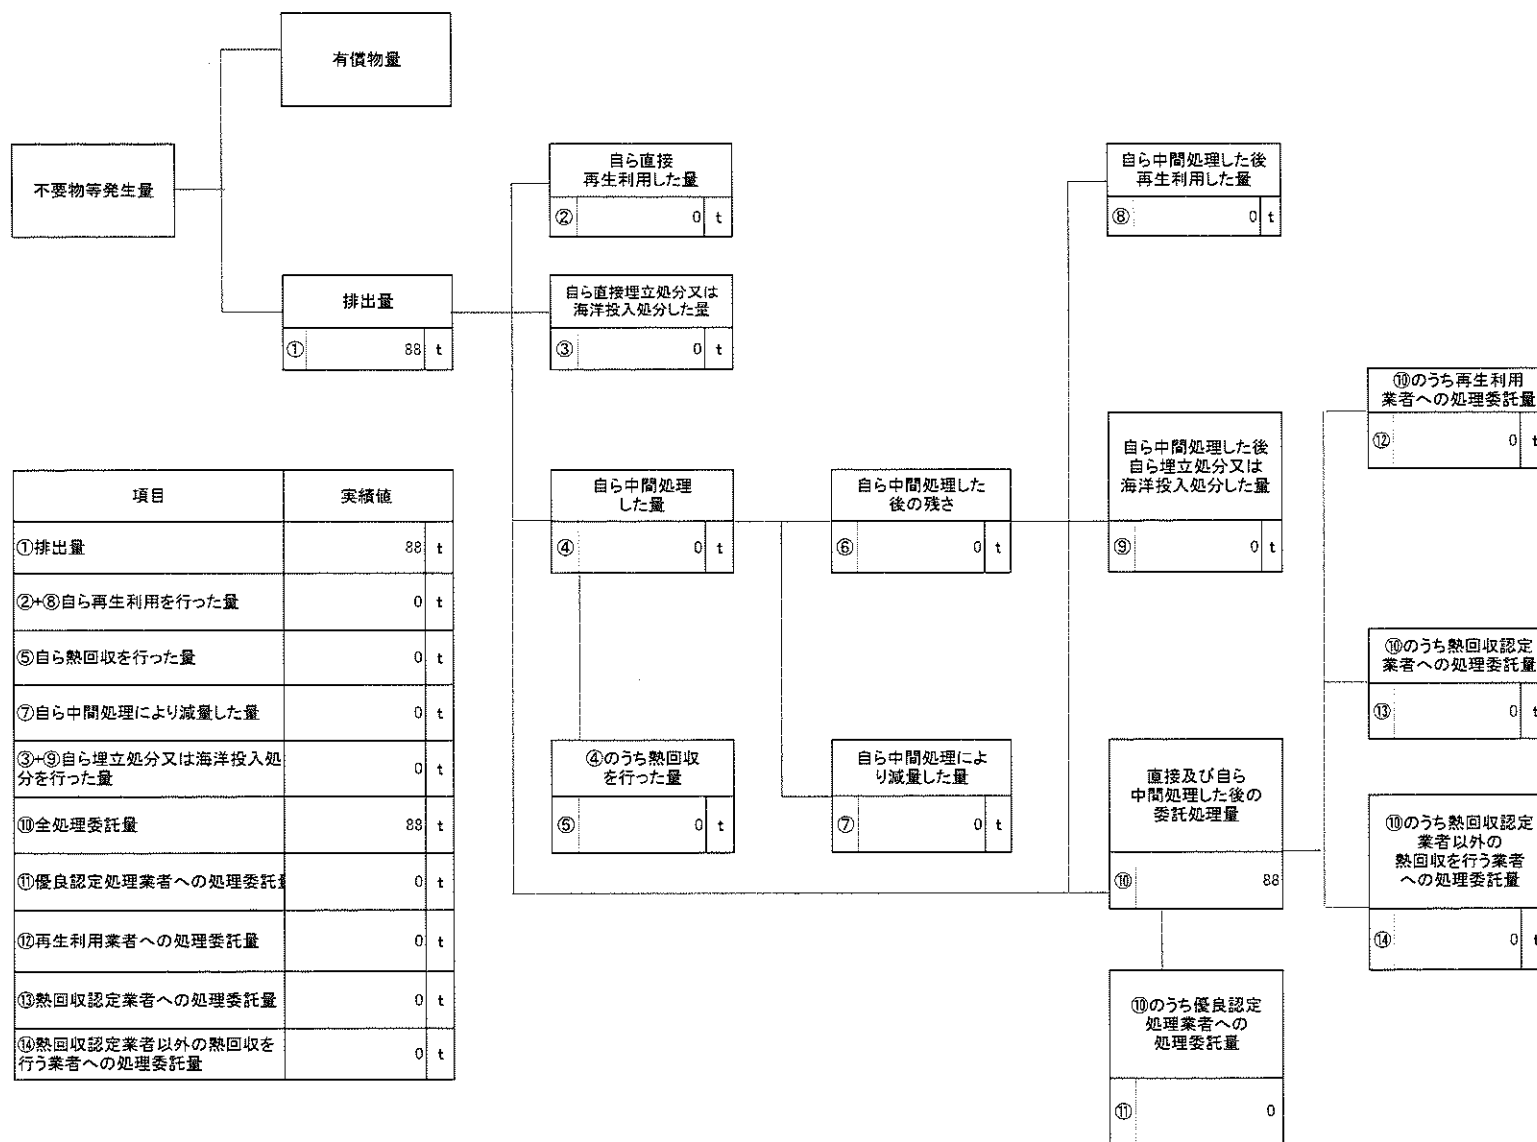 有償物量
不要物等発生量
排出量
① 88 t
自ら直接
再生利用した量
② 0 t
自ら直接埋立処分又は
海洋投入処分した量
③ 0 t
自ら中間処理した後
再生利用した量
⑧ 0 t
自ら中間処理
した量
④ 0 t
自ら中間処理した
後の残さ
⑥ 0 t
自ら中間処理した後
自ら埋立処分又は
海洋投入処分した量
⑨ 0 t
⑩のうち再生利用
業者への処理委託量
⑫ 0 t
④のうち熱回収
を行った量
⑤ 0 t
自ら中間処理によ
り減量した量
⑦ 0 t
直接及び自ら
中間処理した後の
委託処理量
⑩ 88
⑩のうち熱回収認定
業者への処理委託量
⑬ 0 t
⑩のうち熱回収認定
業者以外の
熱回収を行う業者
への処理委託量
⑭ 0 t
⑩のうち優良認定
処理業者への
処理委託量
⑪ 0
項目 実績値
①排出量 88 t
②+⑧自ら再生利用を行った量 0 t
⑤自ら熱回収を行った量 0 t
⑦自ら中間処理により減量した量 0 t
③+⑨自ら埋立処分又は海洋投入処
分を行った量 0 t
⑩全処理委託量 88 t
⑪優良認定処理業者への処理委託量 0 t
⑫再生利用業者への処理委託量 0 t
⑬熱回収認定業者への処理委託量 0 t
⑭熱回収認定業者以外の熱回収を
行う業者への処理委託量 0 t